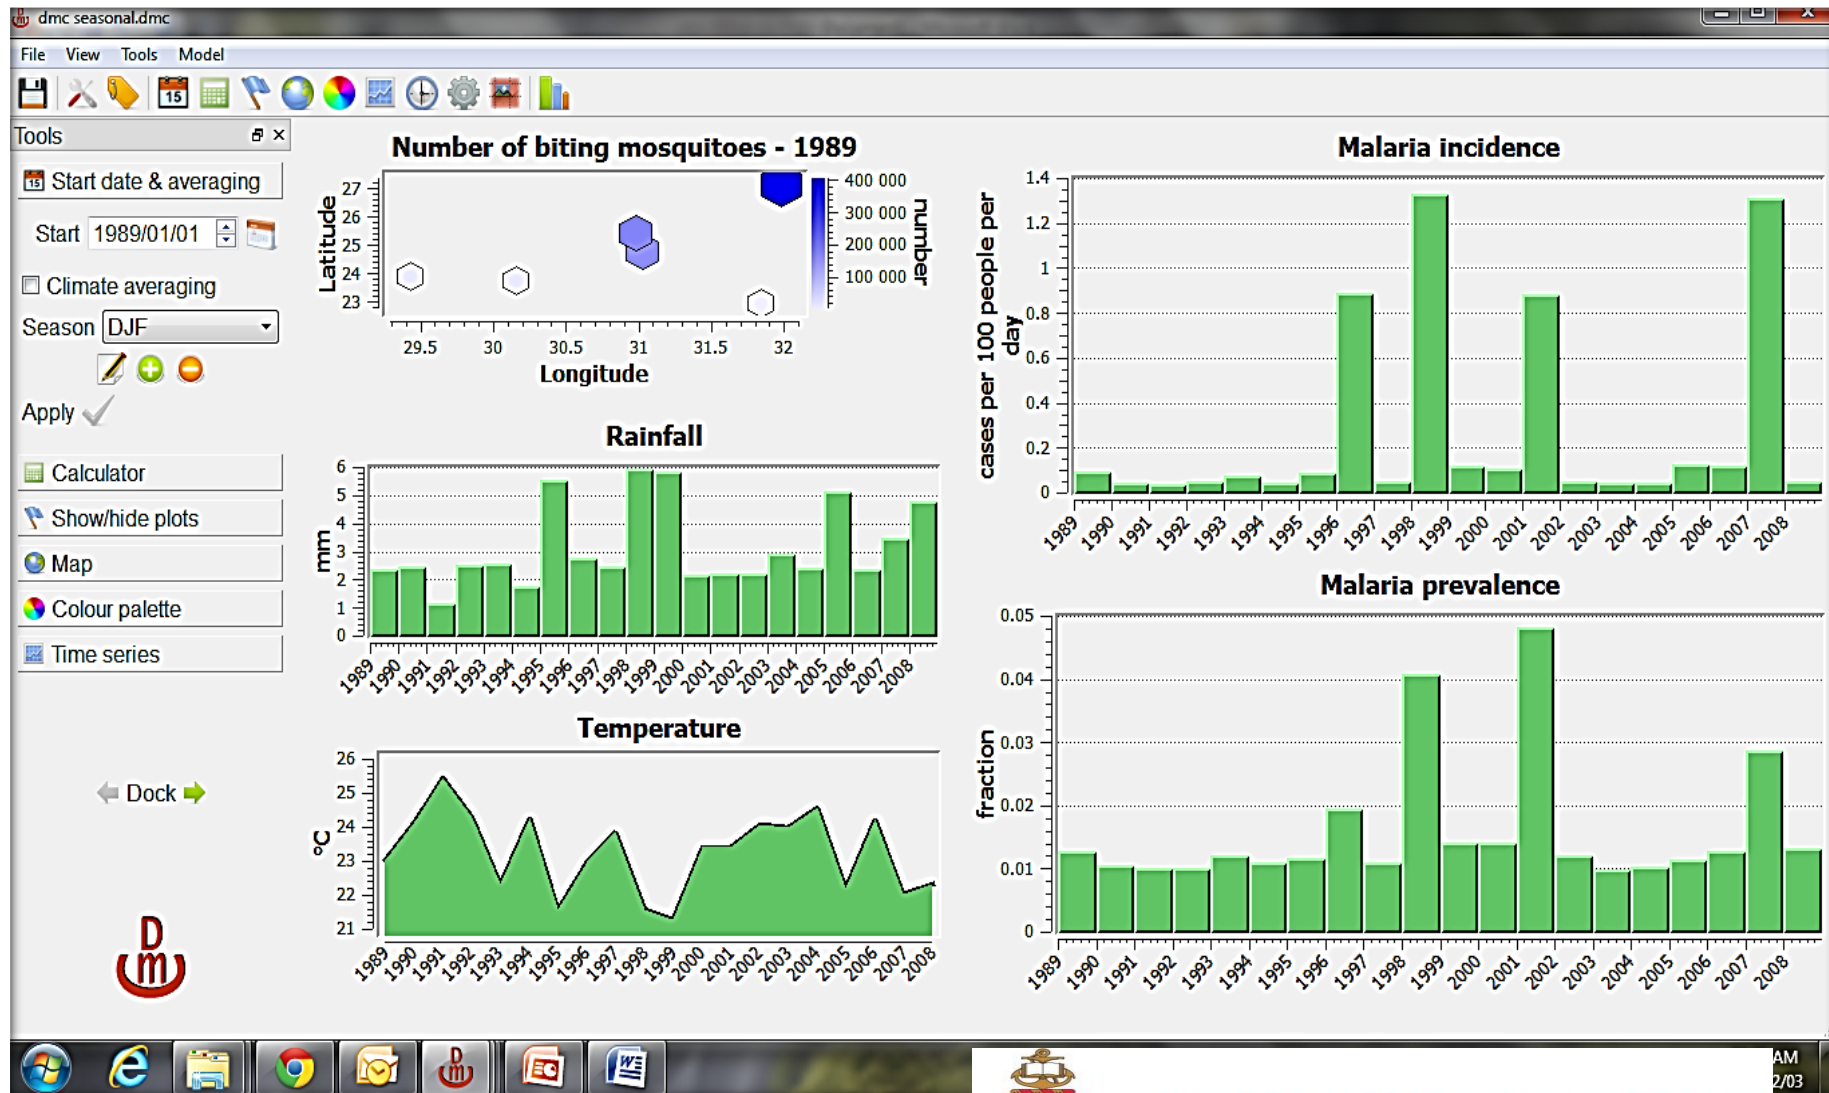 dmc seasonal.dmc
File View Tools Model
15
Tools
15 Start date & averaging
Start 1989/01/01
Climate averaging
Season DJF
Apply
Calculator
Show/hide plots
Map
Colour palette
Time series
Dock
D
m
Number of biting mosquitoes - 1989
Latitude
27
26
25
24
23
29.5 30 30.5 31 31.5 32
Longitude
400 000
300 000
200 000
100 000
number
Rainfall
mm
6
5
4
3
2
1
0
1989 1990 1991 1992 1993 1994 1995 1996 1997 1998 1999 2000 2001 2002 2003 2004 2005 2006 2007 2008
Temperature
°C
26
25
24
23
22
21
1989 1990 1991 1992 1993 1994 1995 1996 1997 1998 1999 2000 2001 2002 2003 2004 2005 2006 2007 2008
Malaria incidence
cases per 100 people per
day
1.4
1.2
1
0.8
0.6
0.4
0.2
0
1989 1990 1991 1992 1993 1994 1995 1996 1997 1998 1999 2000 2001 2002 2003 2004 2005 2006 2007 2008
Malaria prevalence
fraction
0.05
0.04
0.03
0.02
0.01
0
1989 1990 1991 1992 1993 1994 1995 1996 1997 1998 1999 2000 2001 2002 2003 2004 2005 2006 2007 2008
D
m
AM
2/03